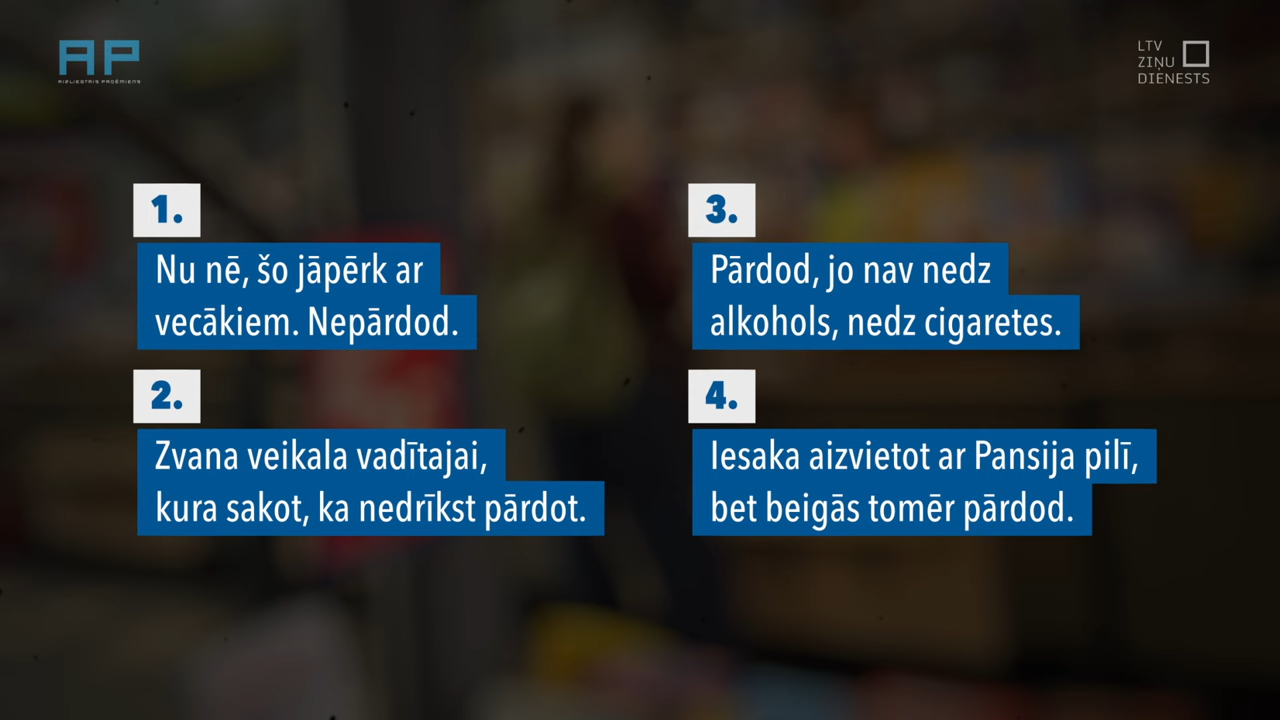 AP
AIZLIEGTAIS PAŅĒMIENS
LTV
ZIŅU
DIENESTS
1.
Nu nē, šo jāpērk ar
vecākiem. Nepārdod.
2.
Zvana veikala vadītajai,
kura sakot, ka nedrīkst pārdot.
3.
Pārdod, jo nav nedz
alkohols, nedz cigaretes.
4.
Iesaka aizvietot ar Pansija pilī,
bet beigās tomēr pārdod.